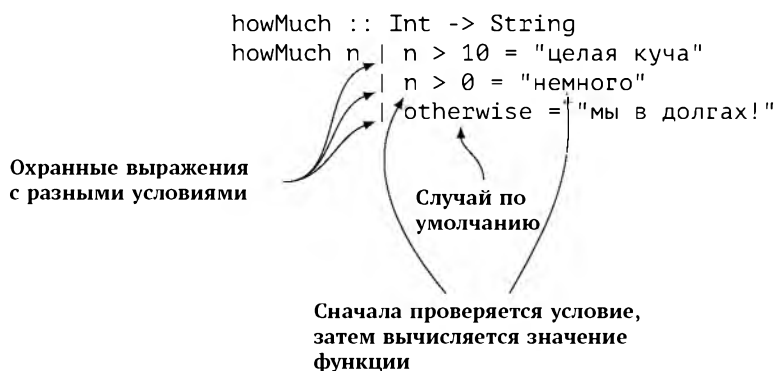 howMuch :: Int -> String
howMuch n | n > 10 = "целая куча"
| n > 0 = "немного"
| otherwise = "мы в долгах!"
Охранные выражения
с разными условиями
Случай по
умолчанию
Сначала проверяется условие,
затем вычисляется значение
функции